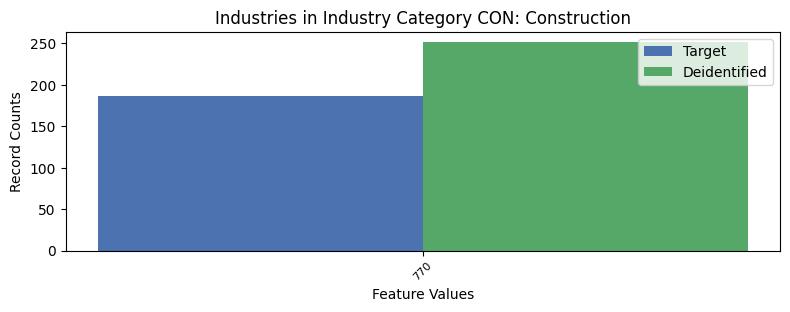 Industries in Industry Category CON: Construction
Target
Deidentified
250
200
150
100
50
0
Record Counts
770
Feature Values